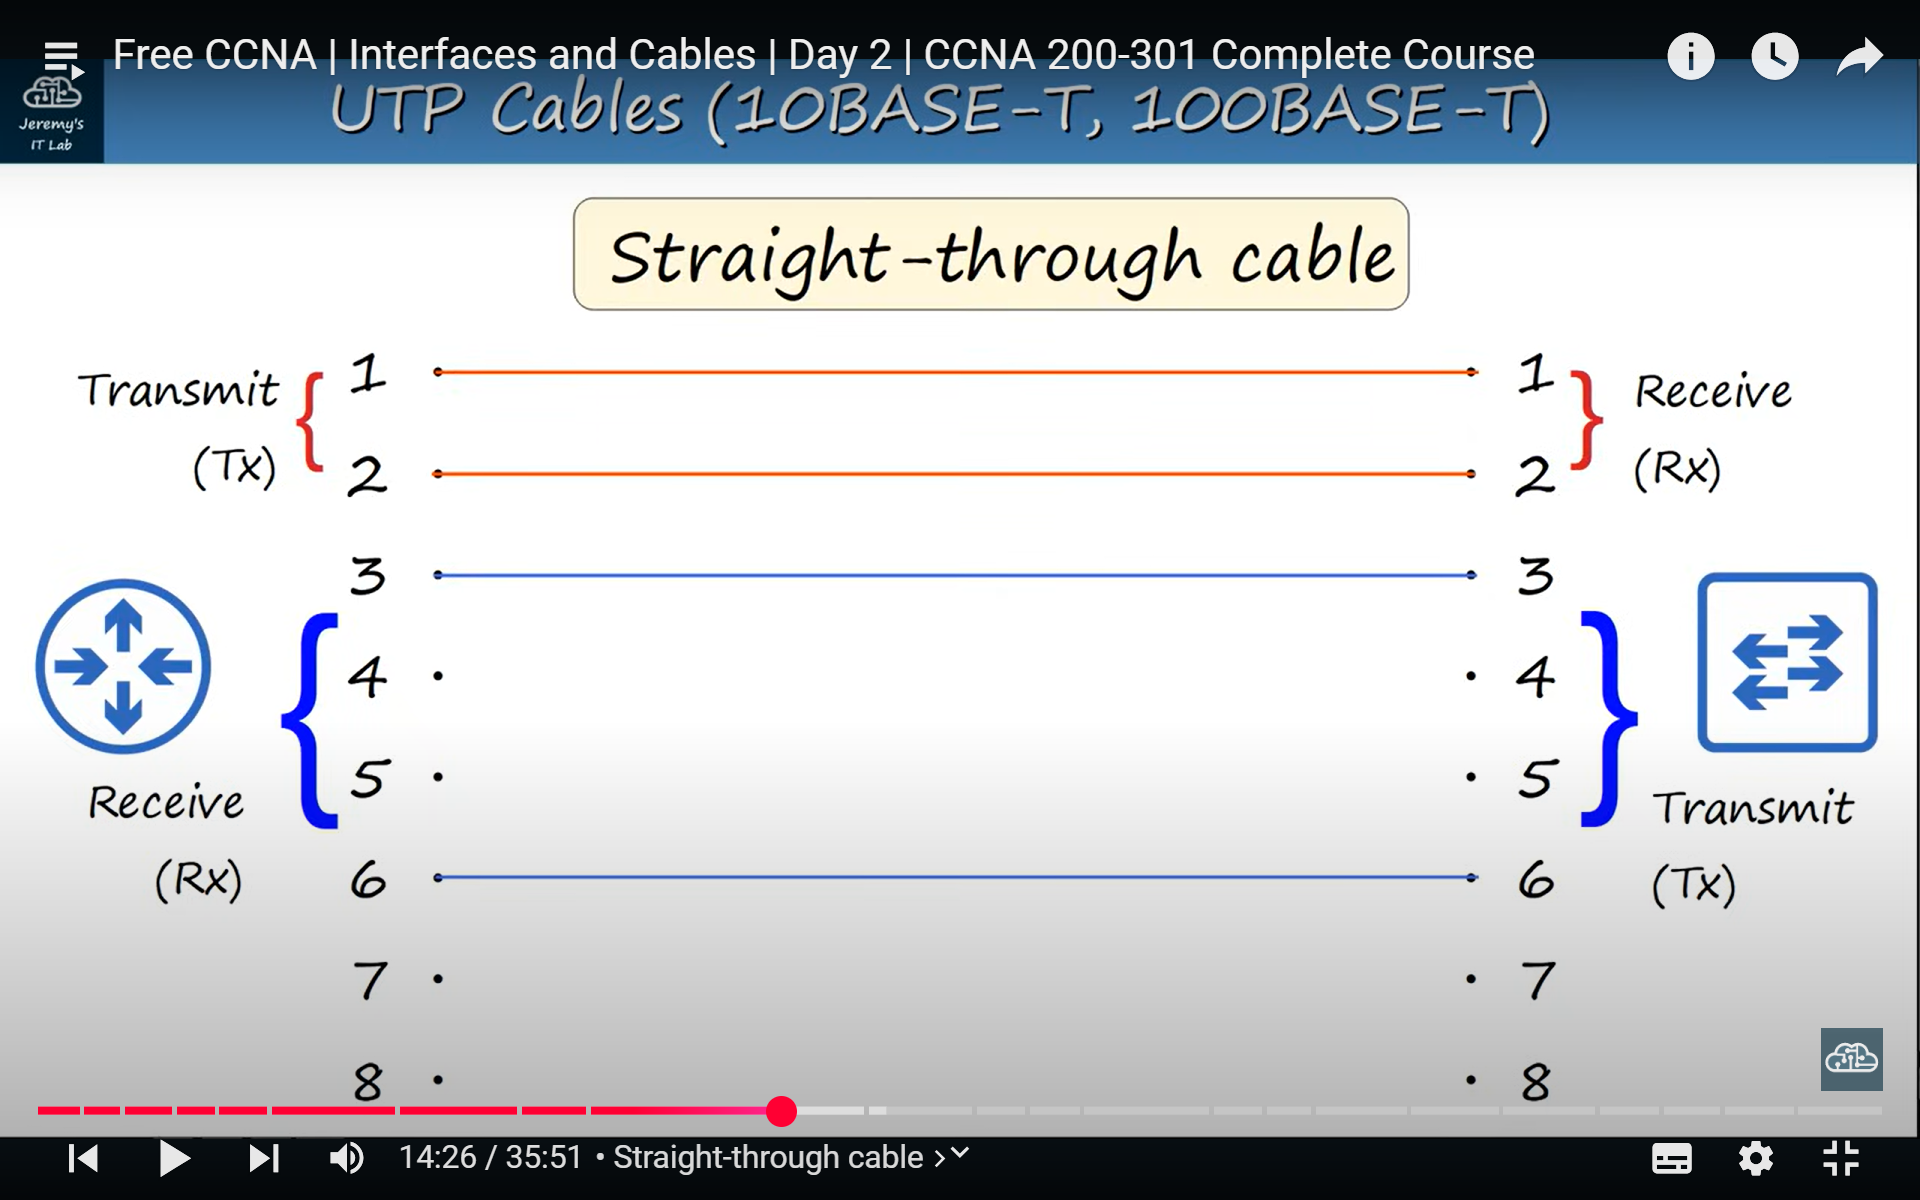 Free CCNA | Interfaces and Cables | Day 2 | CCNA 200-301 Complete Course
Jeremy's
IT Lab
UTP Cables (10BASE-T, 100BASE-T)
Straight-through cable
Transmit
(Tx)
1
2
3
4
5
6
7
8
Receive
(Rx)
1
2
3
4
5
6
7
8
Receive
(Rx)
Transmit
(Tx)
14:26 / 35:51 • Straight-through cable